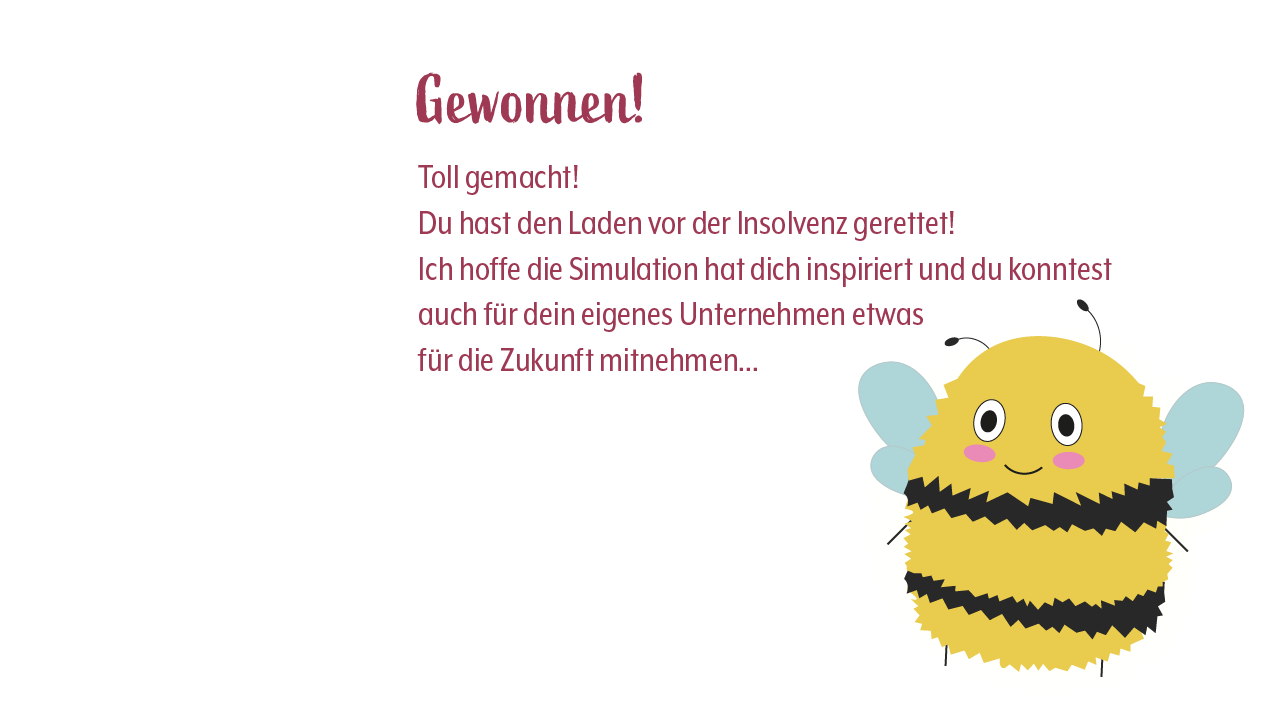 Gewonnen!
Toll gemacht!
Du hast den Laden vor der Insolvenz gerettet!
Ich hoffe die Simulation hat dich inspiriert und du konntest
auch für dein eigenes Unternehmen etwas
für die Zukunft mitnehmen...